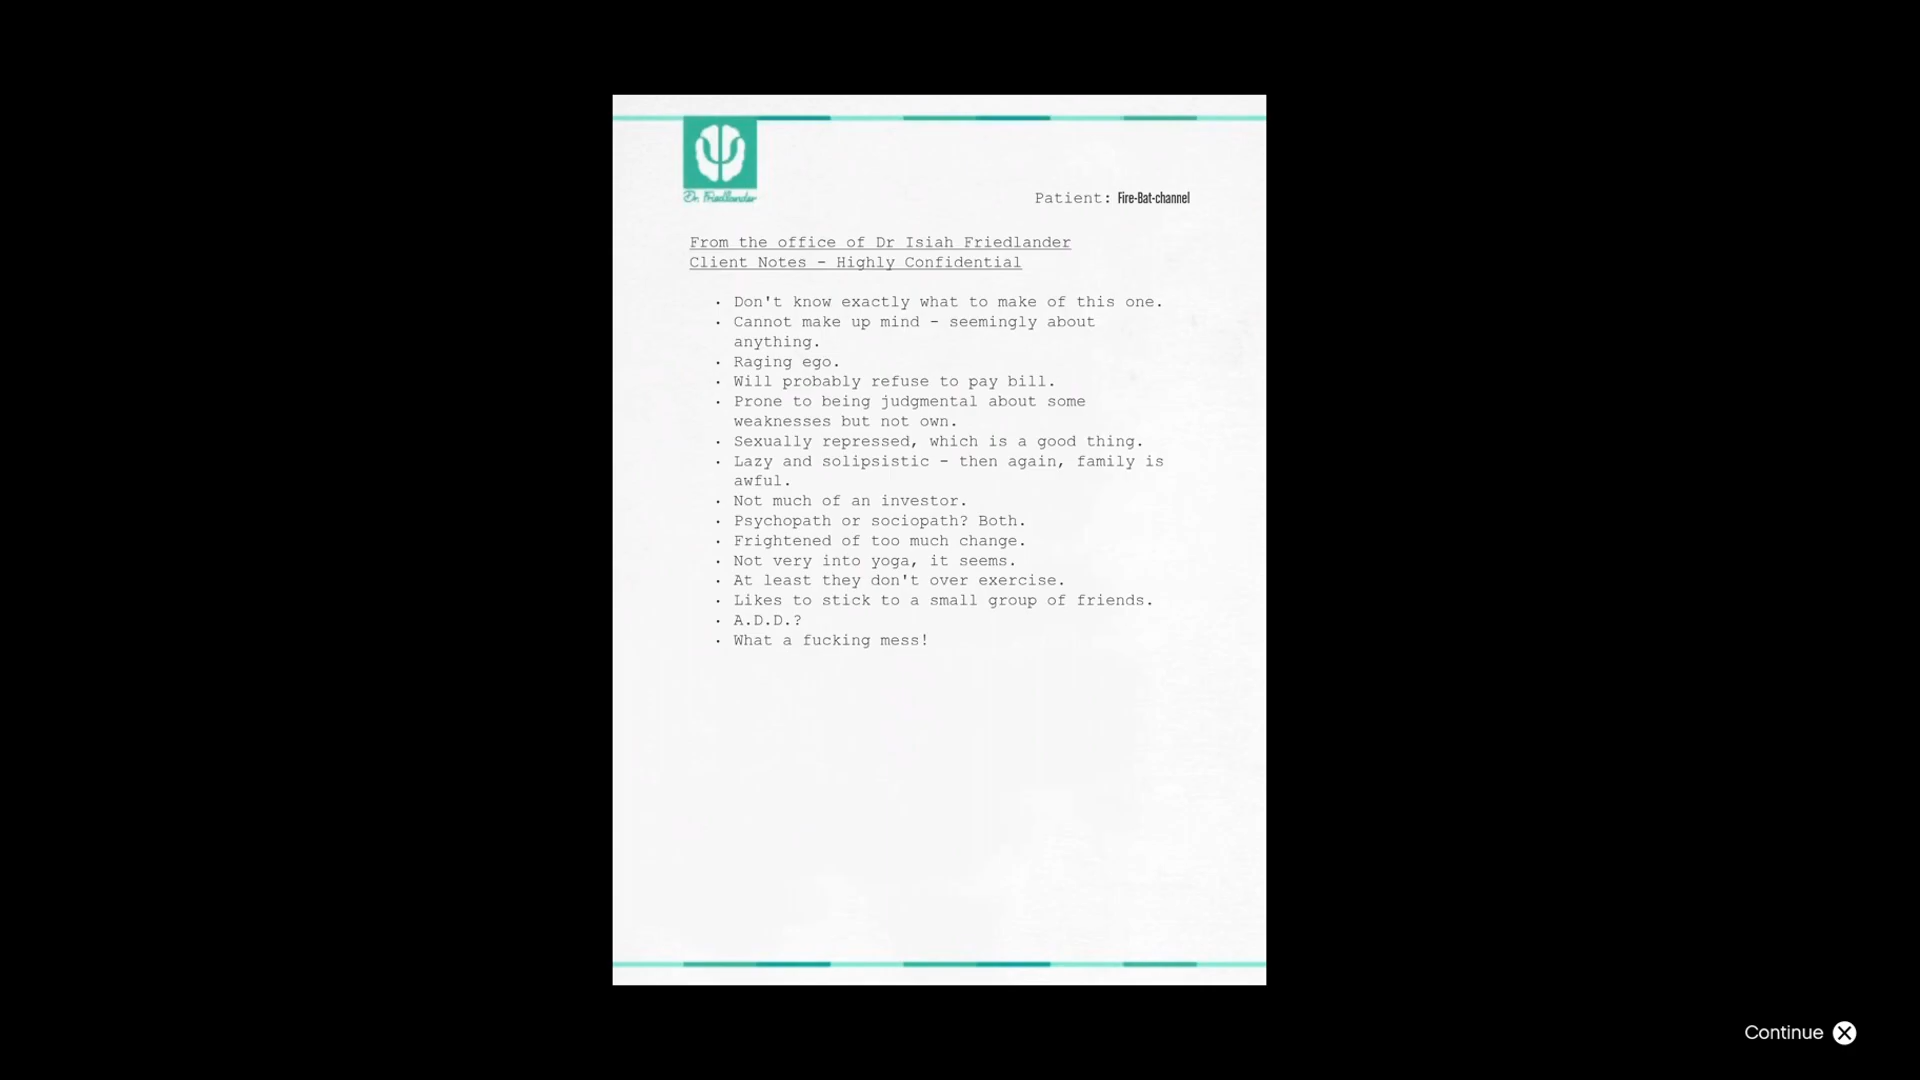 Dr. Friedlander
Patient: Fire-Bat-channel
From the office of Dr Isiah Friedlander
Client Notes - Highly Confidential
· Don't know exactly what to make of this one.
· Cannot make up mind - seemingly about
anything.
· Raging ego.
· Will probably refuse to pay bill.
· Prone to being judgmental about some
weaknesses but not own.
· Sexually repressed, which is a good thing.
· Lazy and solipsistic - then again, family is
awful.
· Not much of an investor.
· Psychopath or sociopath? Both.
· Frightened of too much change.
· Not very into yoga, it seems.
· At least they don't over exercise.
· Likes to stick to a small group of friends.
· A.D.D.?
· What a fucking mess!
Continue